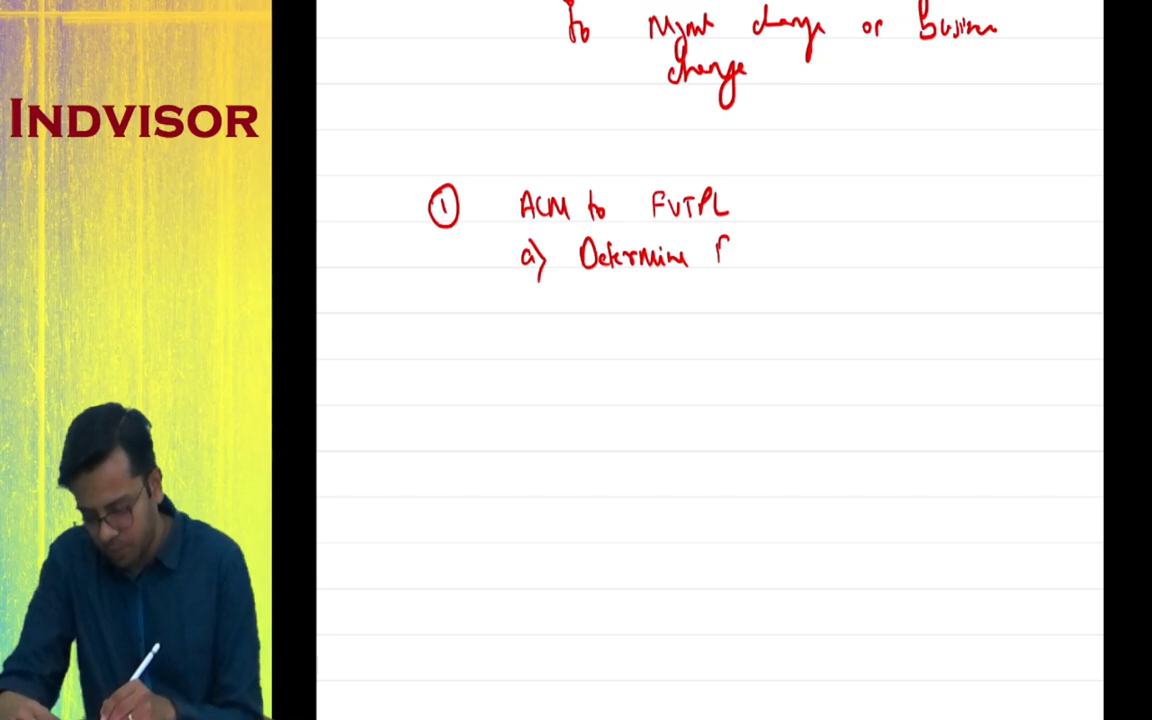 INDVISOR
to Mgmt change or Business
change
① ACM to FVTPL
a) Determine F